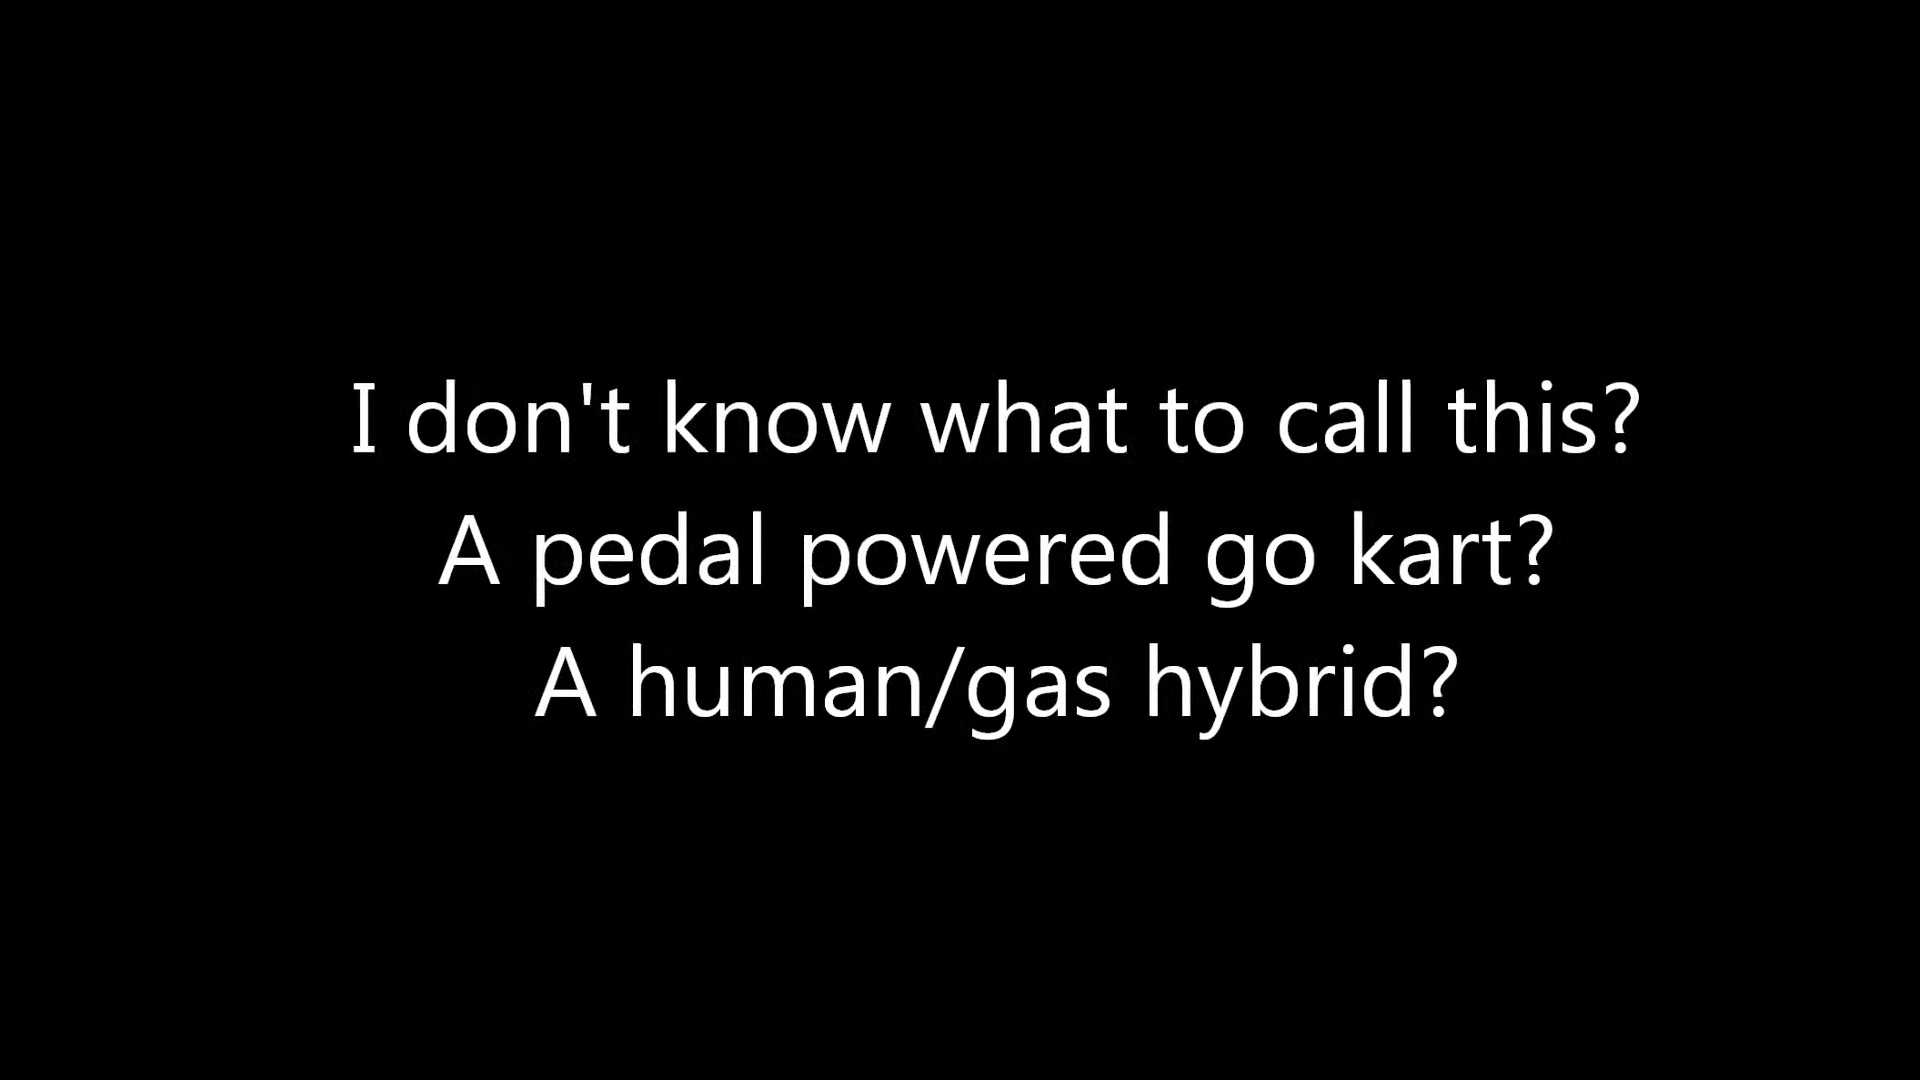 I don't know what to call this?
A pedal powered go kart?
A human/gas hybrid?